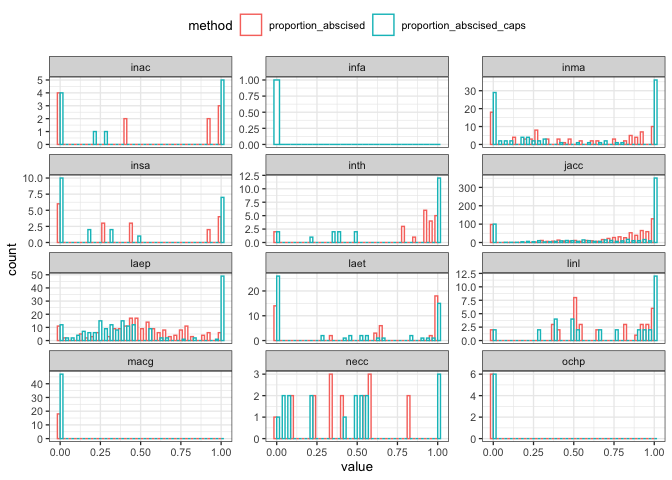 method proportion_abscised proportion_abscised_caps
inac infa inma
5 4 3 2 1 0
1.00 0.75 0.50 0.25 0.00
30 20 10 0
insa inth jacc
10.0 7.5 5.0 2.5 0.0
12.5 10.0 7.5 5.0 2.5 0.0
300 200 100 0
count
laep laet linl
50 40 30 20 10 0
20 10 0
12.5 10.0 7.5 5.0 2.5 0.0
macg necc ochp
40 30 20 10 0
3 2 1 0
6 5 4 3 2 1 0
0.00 0.25 0.50 0.75 1.00 0.00 0.25 0.50 0.75 1.00 0.00 0.25 0.50 0.75 1.00
value